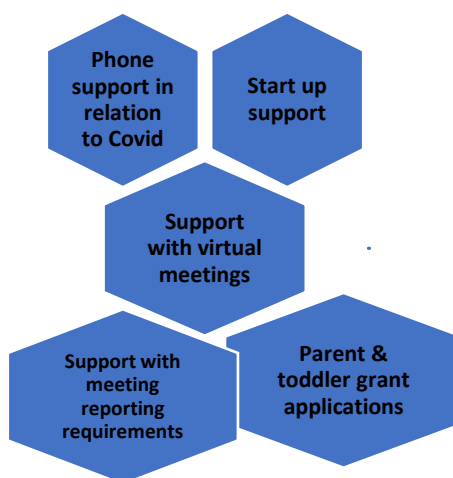 Phone
support in
relation
to Covid
Start up
support
Support
with virtual
meetings
Support with
meeting
reporting
requirements
Parent &
toddler grant
applications